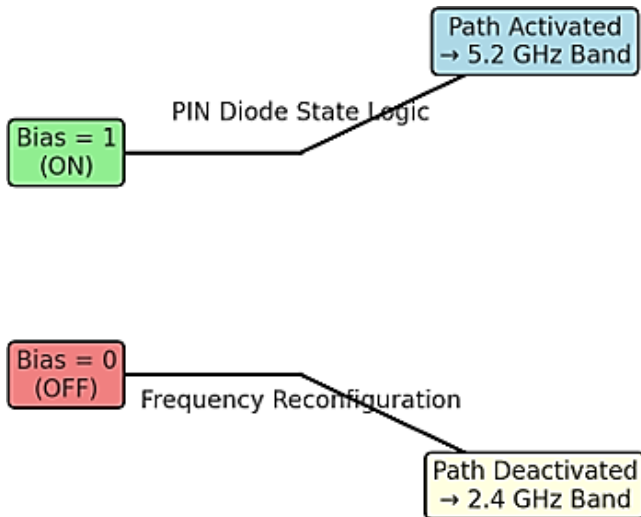 Path Activated
→ 5.2 GHz Band
PIN Diode State Logic
Bias = 1
(ON)
Bias = 0
(OFF)
Frequency Reconfiguration
Path Deactivated
→ 2.4 GHz Band